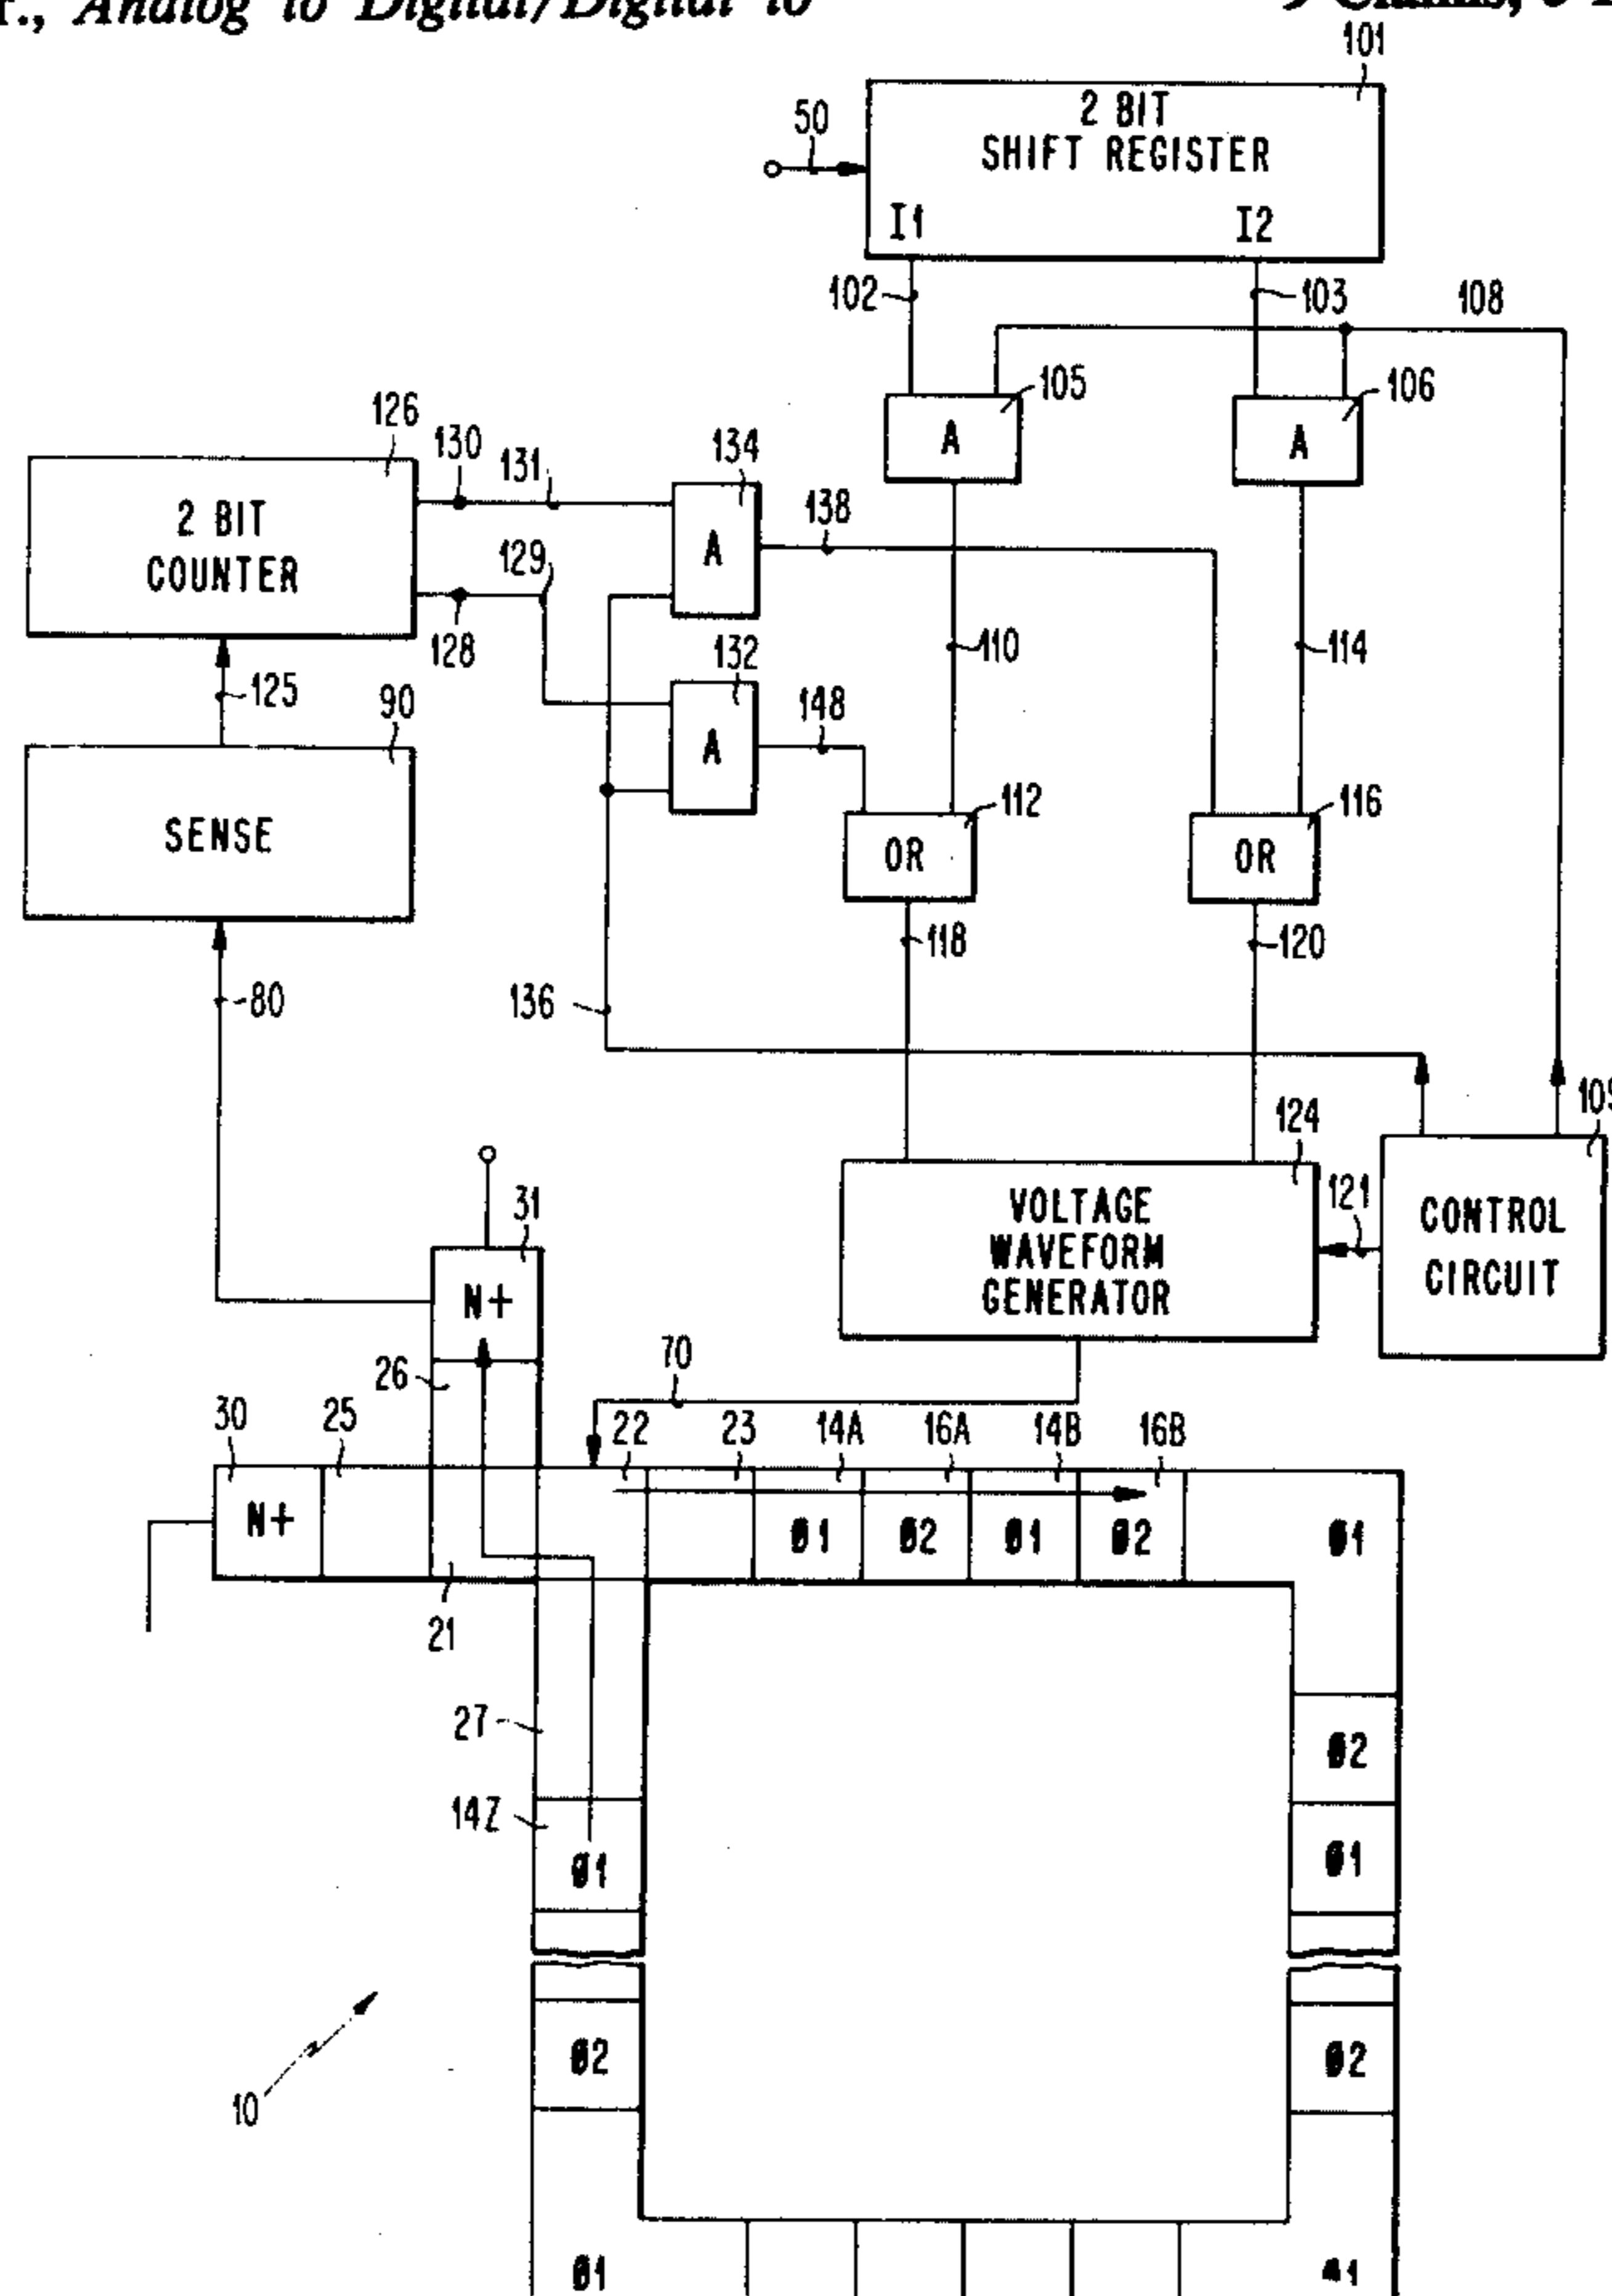 Analog to Digital/Digital to
101
50
2 BIT
SHIFT REGISTER
I1 I2
102 103 108
105 106
A A
126 130 131 134 138
2 BIT
COUNTER
A
129
128
132
110 114
125 90 148
A
SENSE
112 116
OR OR
118 120
80 136
124
VOLTAGE
WAVEFORM
GENERATOR
121
CONTROL
CIRCUIT
31
N+
26
70
30 25 22 23 14A 16A 14B 16B
N+ Ø1 Ø2 Ø1 Ø2 Ø1
21
27
Ø2
14Z
Ø1 Ø1
Ø2 Ø2
10
Ø1